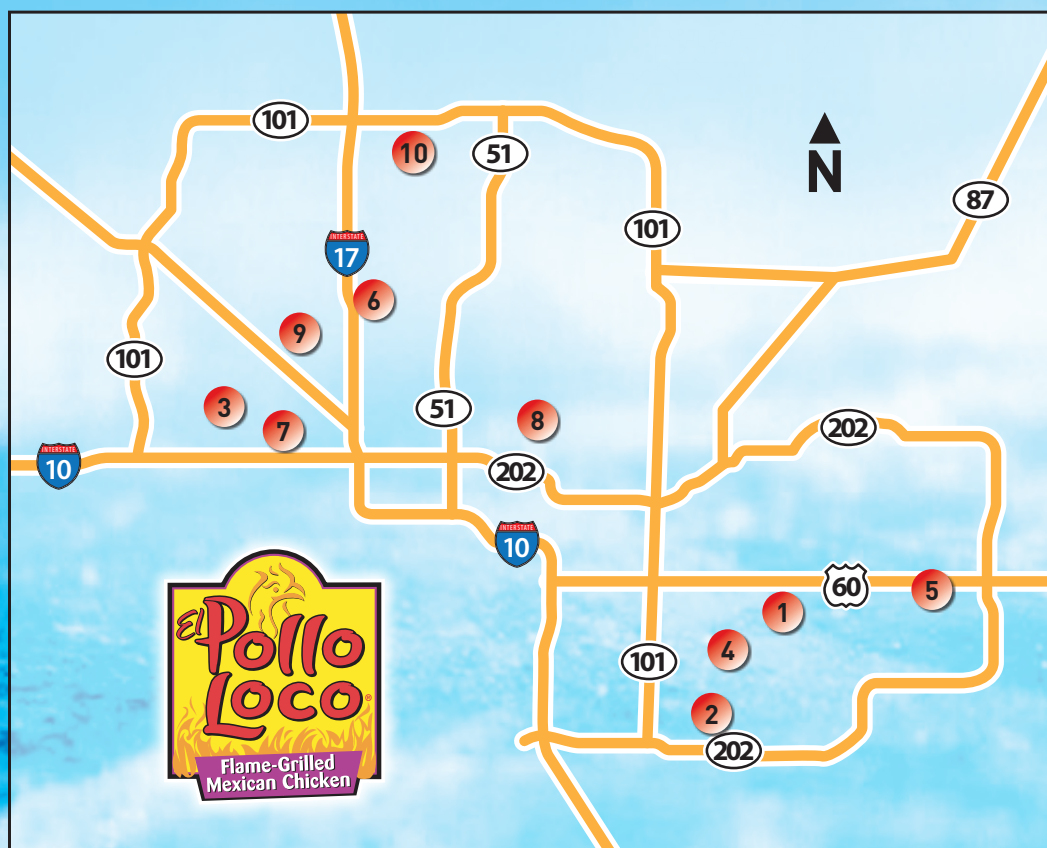 101
10
51
N
87
101
INTERSTATE
17
6
9
101
3
7
51
8
202
INTERSTATE
10
202
INTERSTATE
10
60
5
1
4
101
2
202
El
Pollo
Loco®
Flame-Grilled
Mexican Chicken